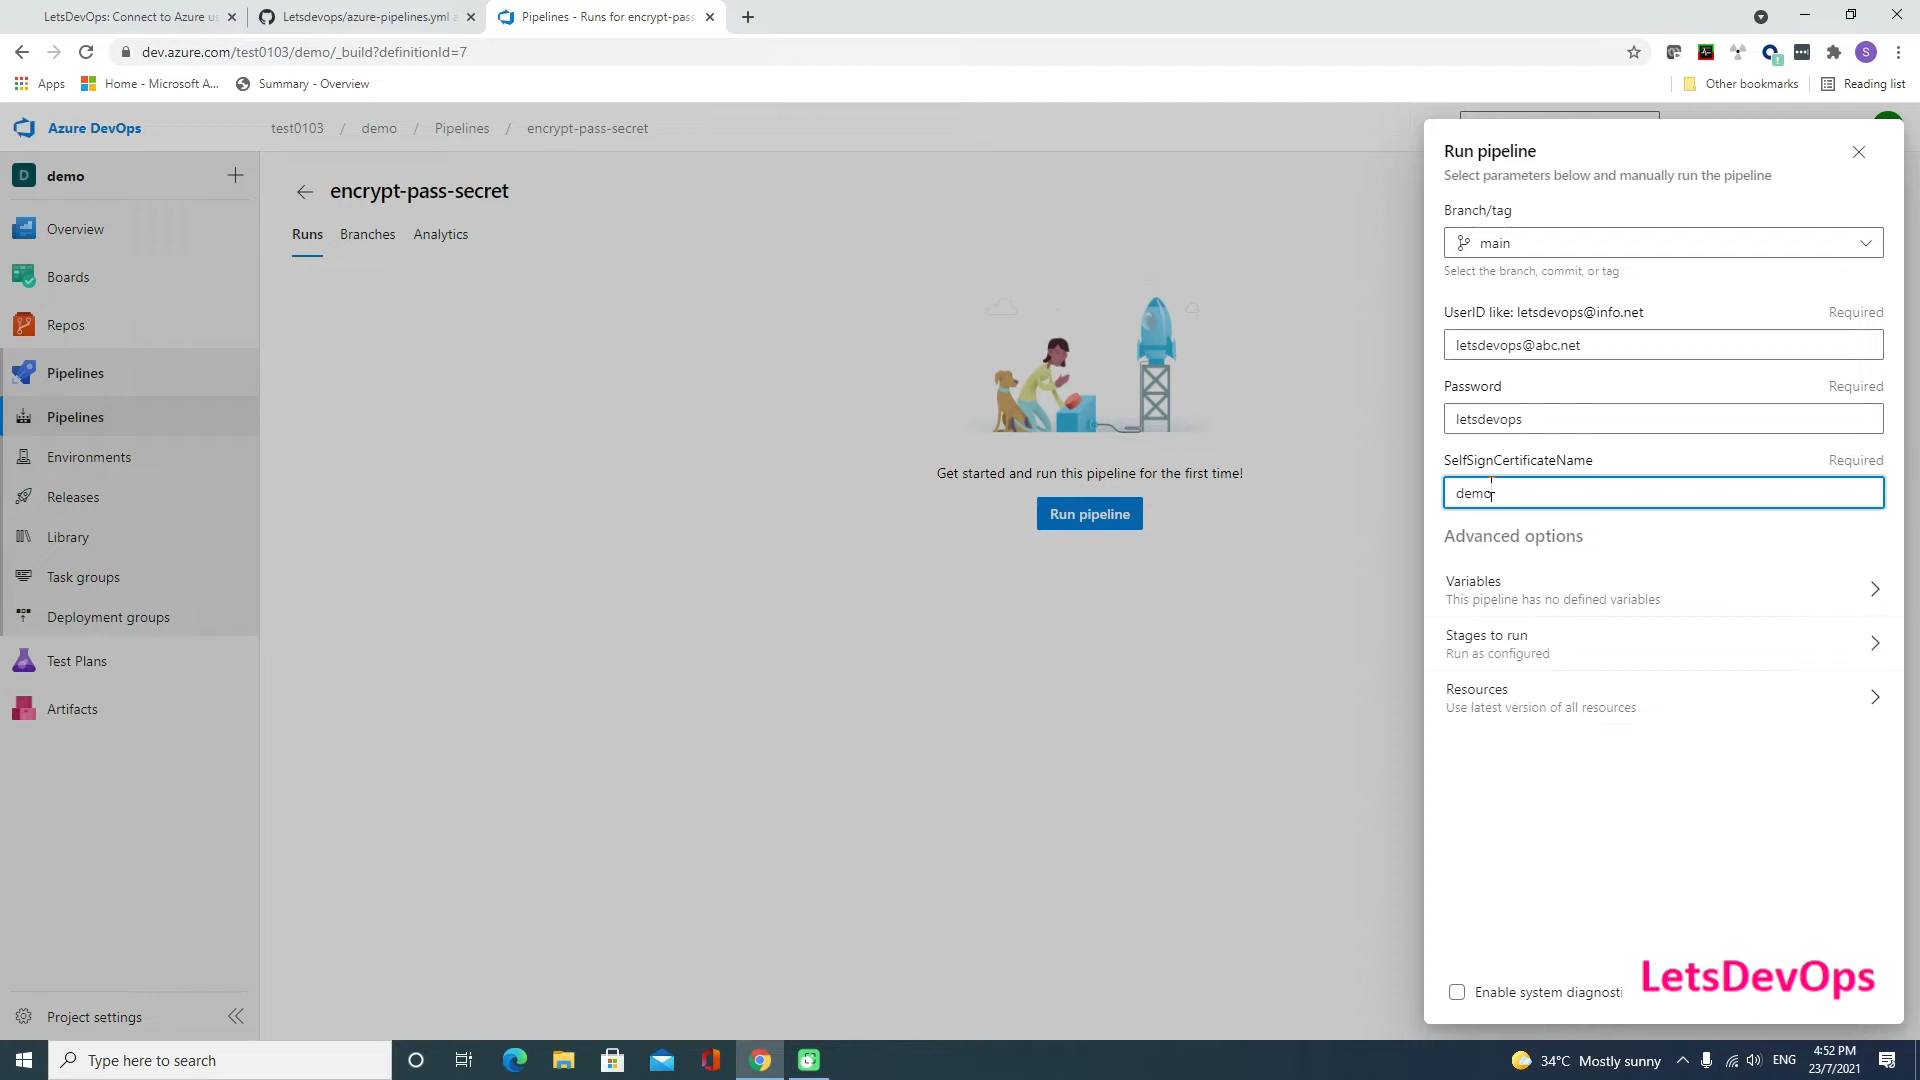 LetsDevOps: Connect to Azure us
Letsdevops/azure-pipelines.yml a
Pipelines - Runs for encrypt-pass
dev.azure.com/test0103/demo/_build?definitionId=7
S
Apps
Home - Microsoft A...
Summary - Overview
Other bookmarks
Reading list
Azure DevOps
test0103 / demo / Pipelines / encrypt-pass-secret
D demo
Overview
Boards
Repos
Pipelines
Pipelines
Environments
Releases
Library
Task groups
Deployment groups
Test Plans
Artifacts
Project settings
encrypt-pass-secret
Runs Branches Analytics
Get started and run this pipeline for the first time!
Run pipeline
Run pipeline
Select parameters below and manually run the pipeline
Branch/tag
main
Select the branch, commit, or tag
UserID like: letsdevops@info.net Required
letsdevops@abc.net
Password Required
letsdevops
SelfSignCertificateName Required
demo
Advanced options
Variables
This pipeline has no defined variables
Stages to run
Run as configured
Resources
Use latest version of all resources
Enable system diagnosti
LetsDevOps
Type here to search
34°C Mostly sunny
ENG
4:52 PM
23/7/2021